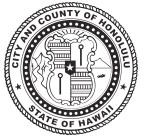 CITY AND COUNTY OF HONOLULU
STATE OF HAWAII